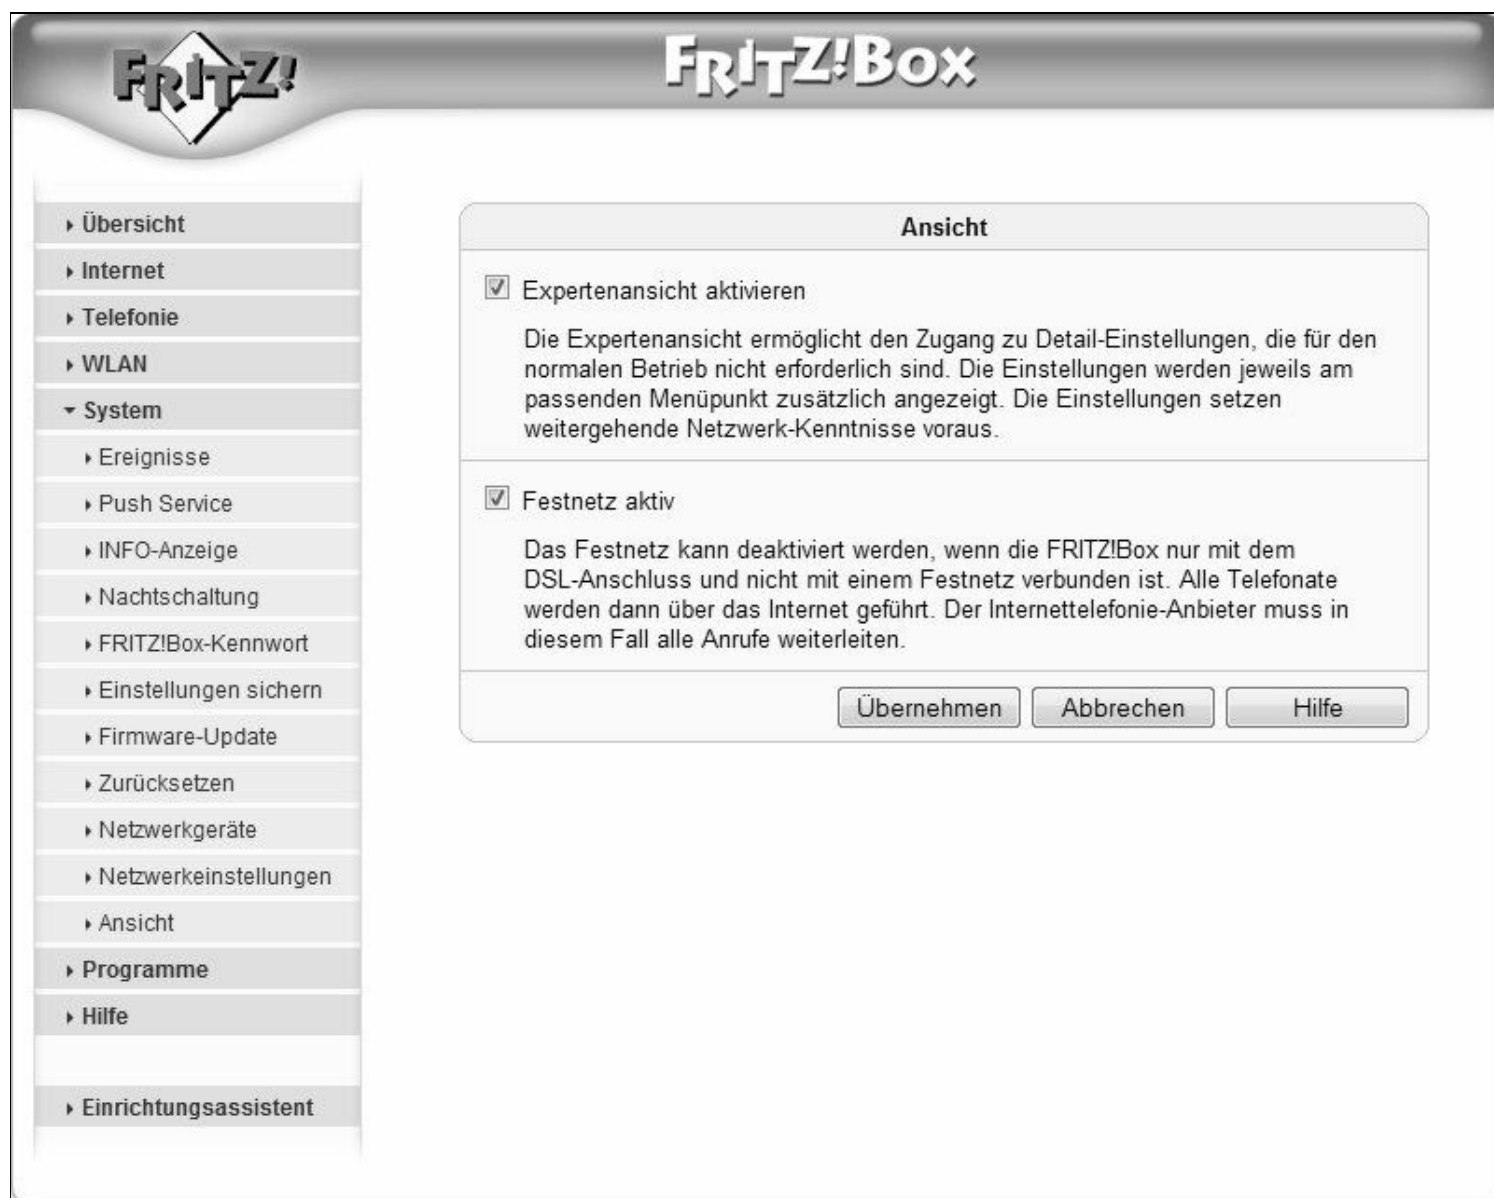 FRITZ!
FRITZ!BOX
Übersicht
Internet
Telefonie
WLAN
System
Ereignisse
Push Service
INFO-Anzeige
Nachtschaltung
FRITZ!Box-Kennwort
Einstellungen sichern
Firmware-Update
Zurücksetzen
Netzwerkgeräte
Netzwerkeinstellungen
Ansicht
Programme
Hilfe
Einrichtungsassistent
Ansicht
Expertenansicht aktivieren
Die Expertenansicht ermöglicht den Zugang zu Detail-Einstellungen, die für den
normalen Betrieb nicht erforderlich sind. Die Einstellungen werden jeweils am
passenden Menüpunkt zusätzlich angezeigt. Die Einstellungen setzen
weitergehende Netzwerk-Kenntnisse voraus.
Festnetz aktiv
Das Festnetz kann deaktiviert werden, wenn die FRITZ!Box nur mit dem
DSL-Anschluss und nicht mit einem Festnetz verbunden ist. Alle Telefonate
werden dann über das Internet geführt. Der Internettelefonie-Anbieter muss in
diesem Fall alle Anrufe weiterleiten.
Übernehmen Abbrechen Hilfe